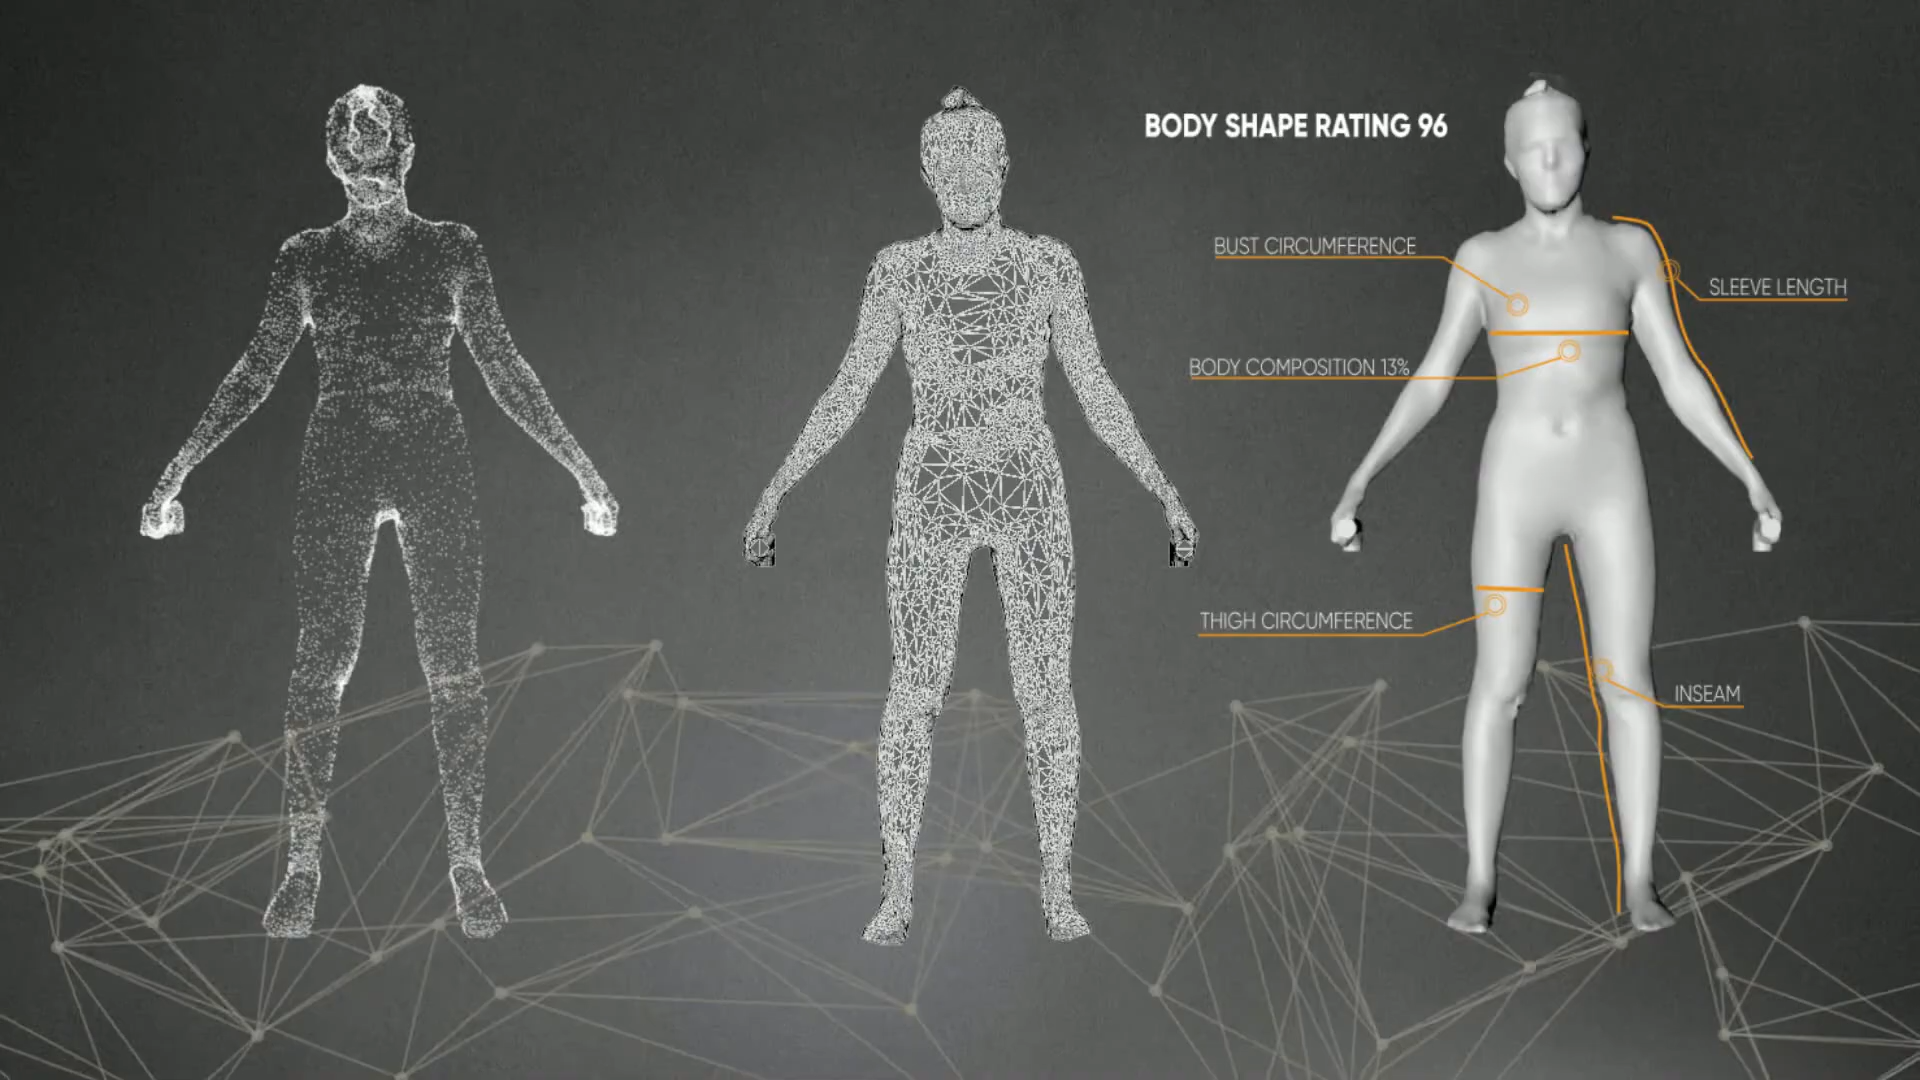 BODY SHAPE RATING 96
BUST CIRCUMFERENCE
SLEEVE LENGTH
BODY COMPOSITION 13%
THIGH CIRCUMFERENCE
INSEAM